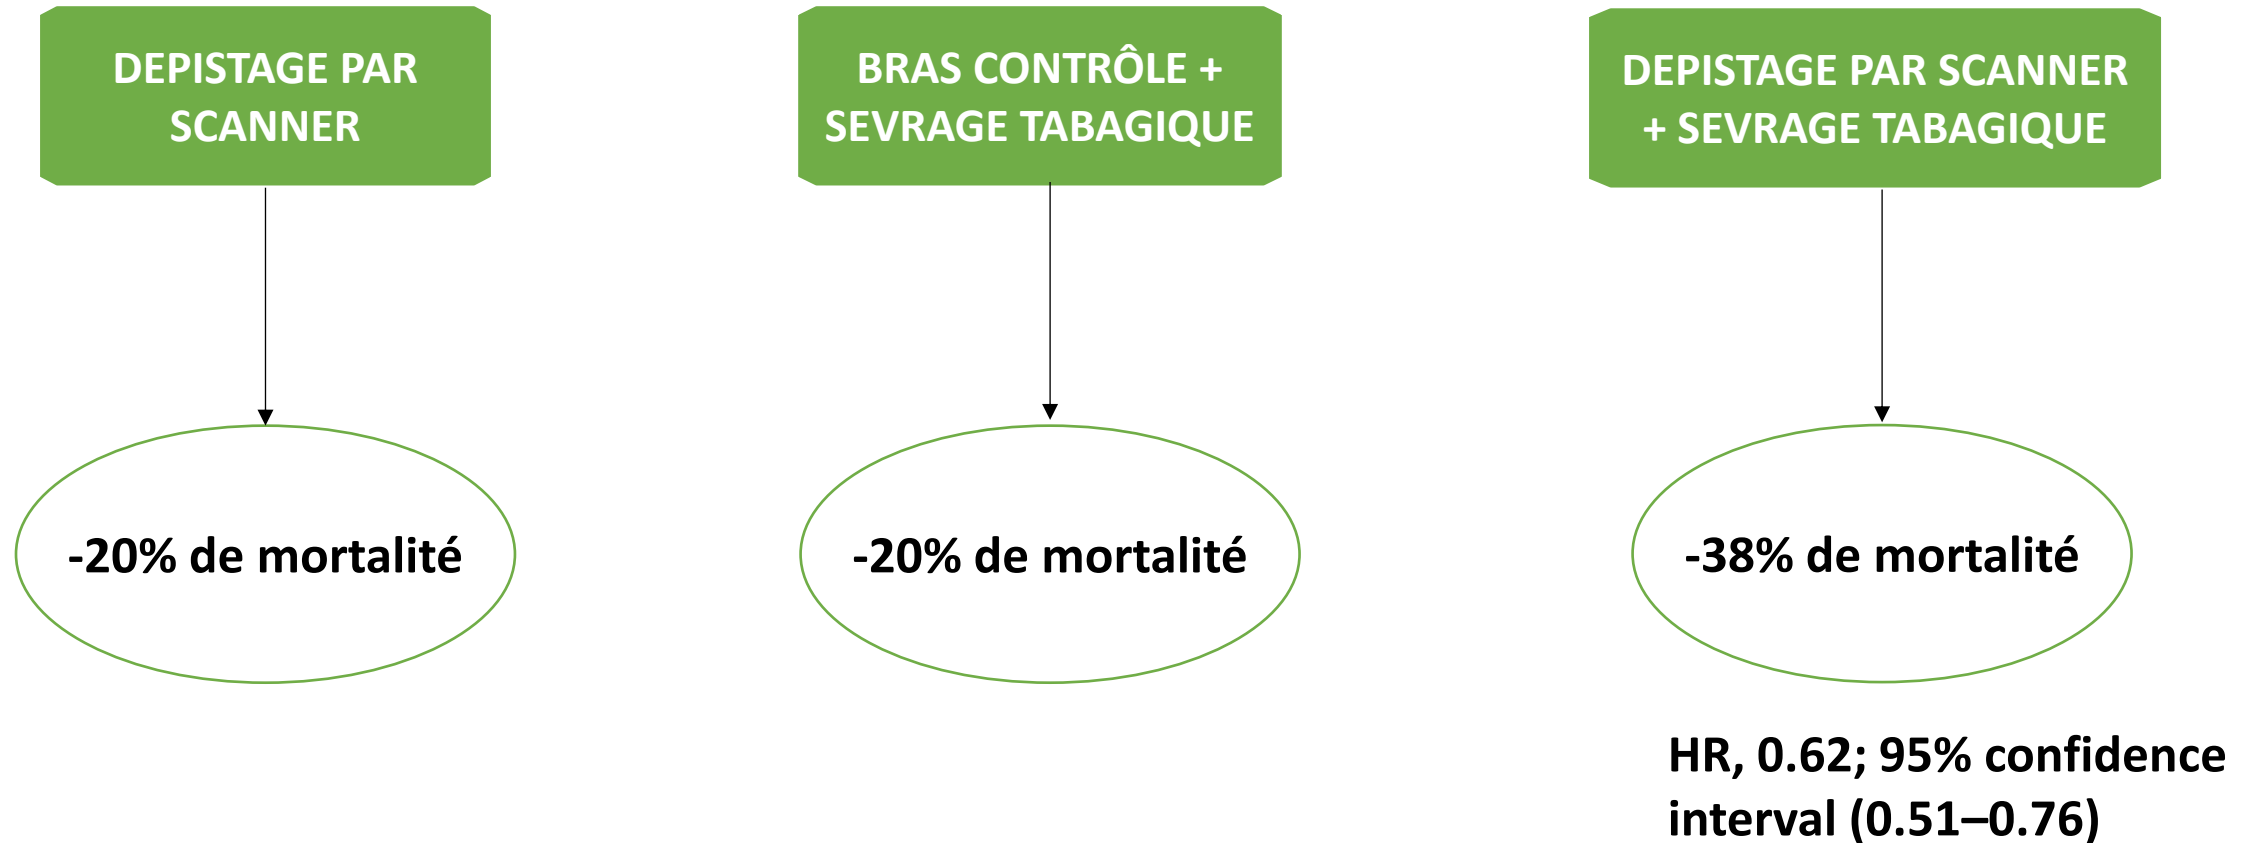 DEPISTAGE PAR
SCANNER
BRAS CONTRÔLE +
SEVRAGE TABAGIQUE
DEPISTAGE PAR SCANNER
+ SEVRAGE TABAGIQUE
-20% de mortalité
-20% de mortalité
-38% de mortalité
HR, 0.62; 95% confidence
interval (0.51–0.76)